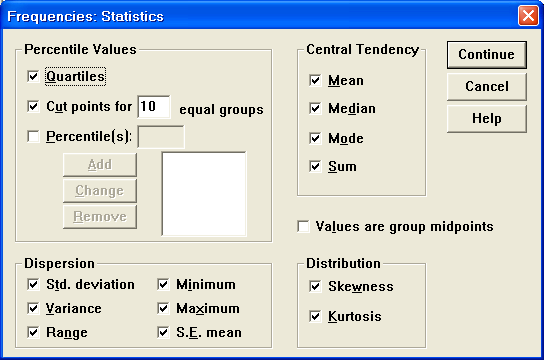 Frequencies: Statistics
Percentile Values
Quartiles
Cut points for 10 equal groups
Percentile(s):
Add
Change
Remove
Central Tendency
Mean
Median
Mode
Sum
Continue
Cancel
Help
Values are group midpoints
Dispersion
Std. deviation Minimum
Variance Maximum
Range S.E. mean
Distribution
Skewness
Kurtosis